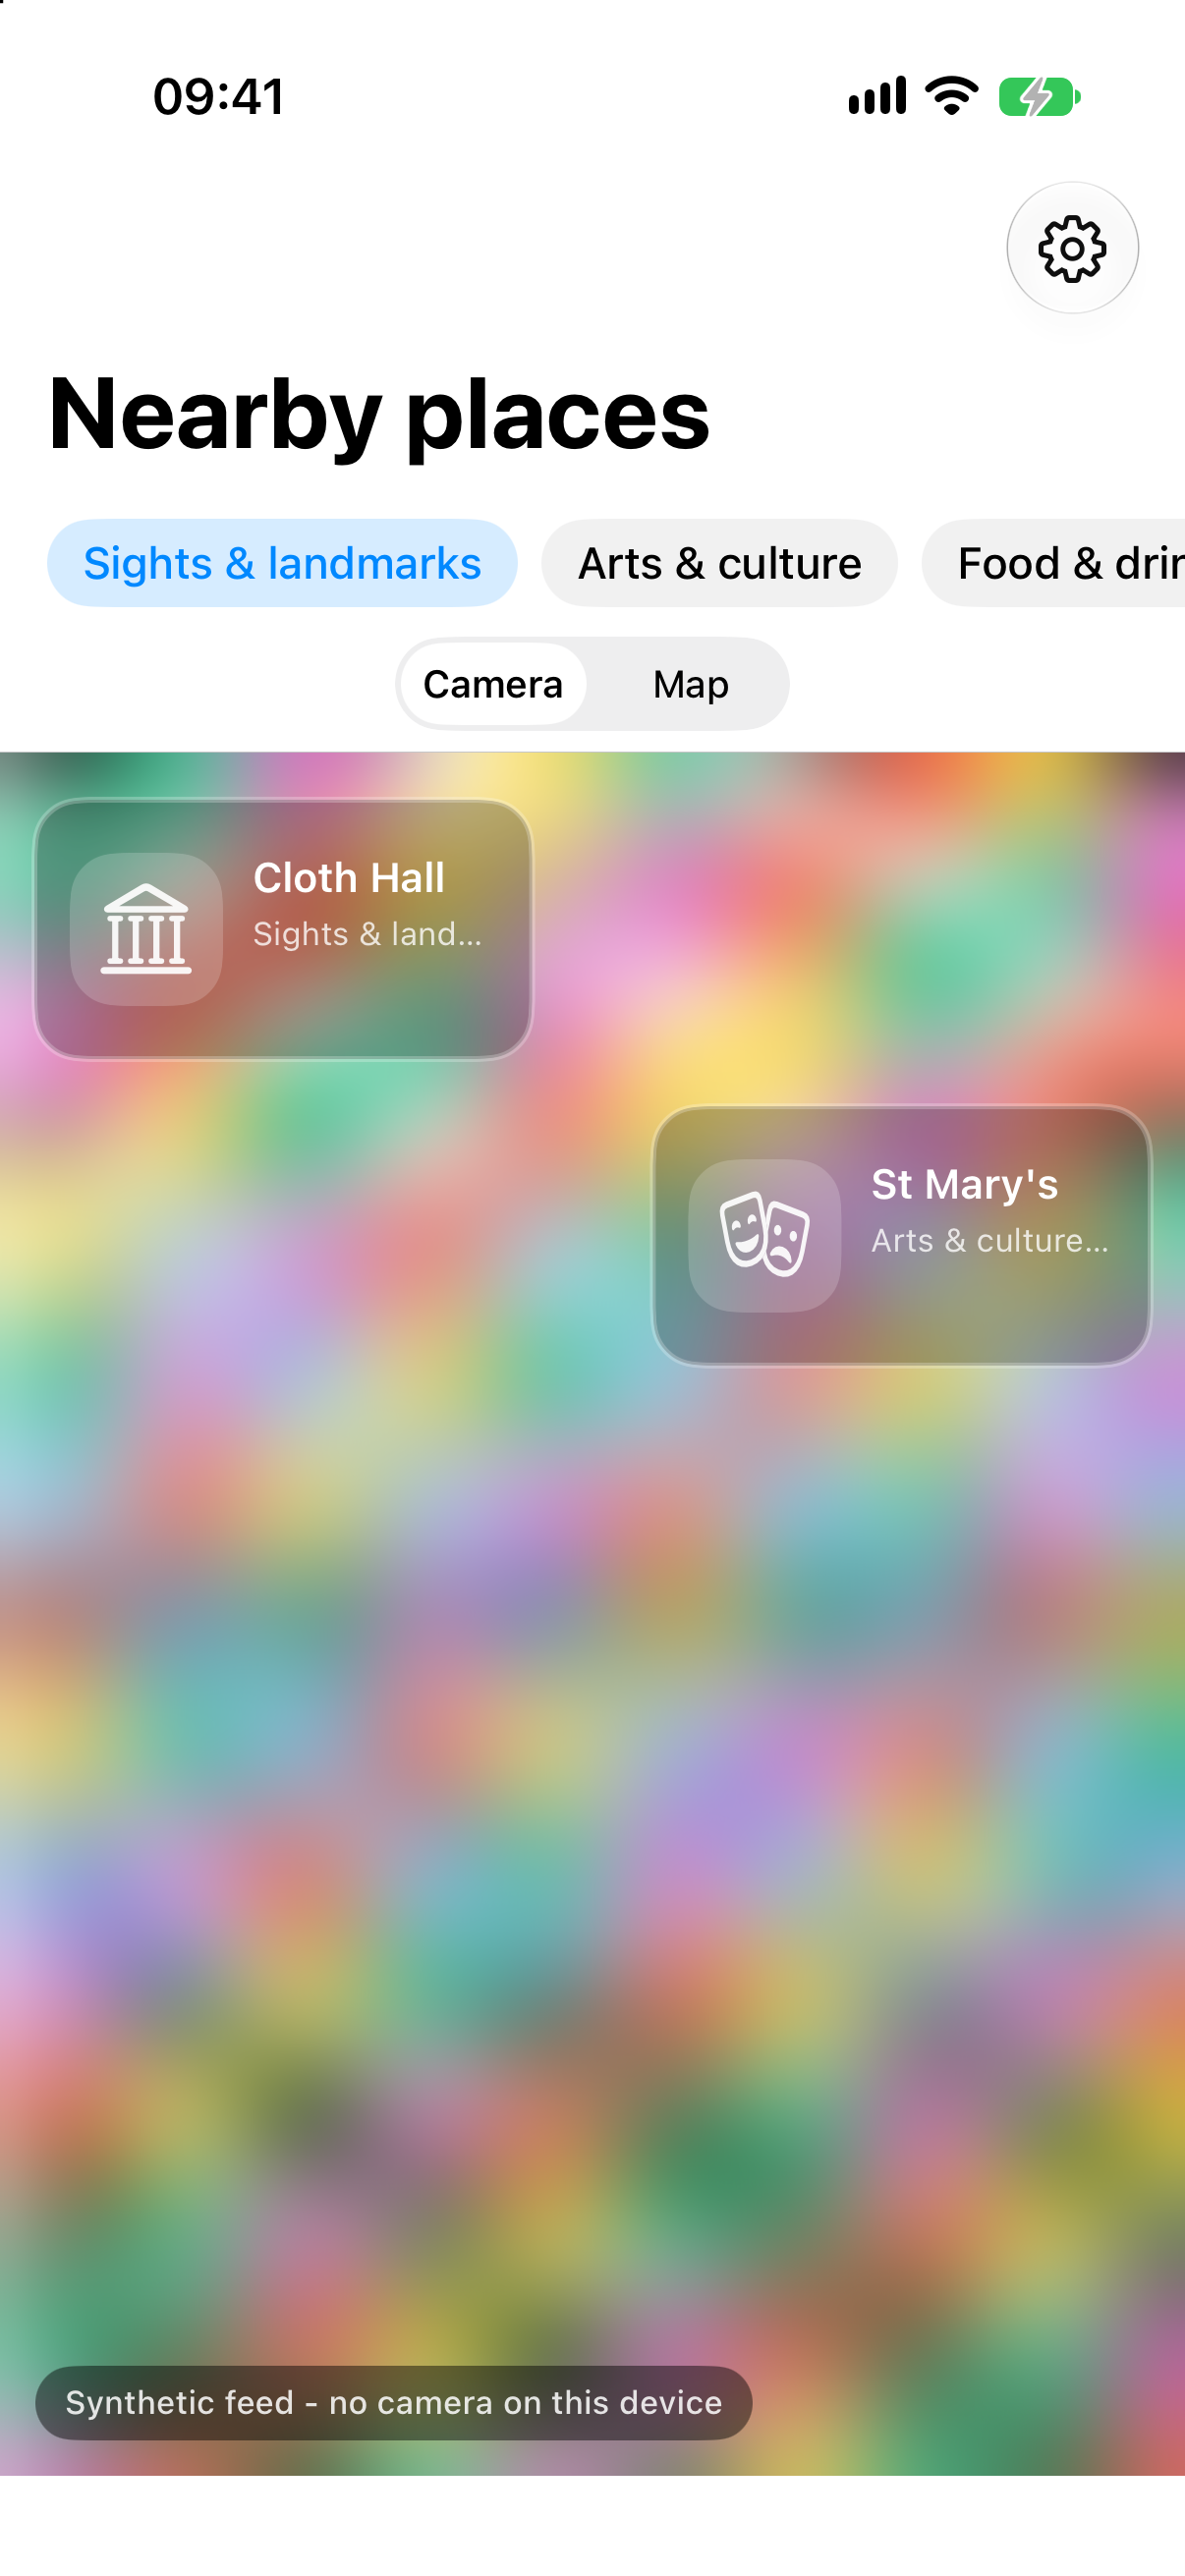 09:41
Nearby places
Sights & landmarks
Arts & culture
Food &
Camera
Map
Cloth Hall
Sights & land...
St Mary's
Arts & culture...
Synthetic feed - no camera on this device